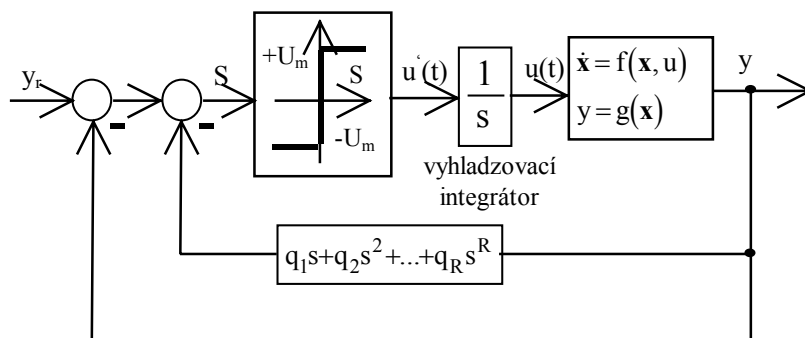 y_r
S
+U_m
S
-U_m
u'(t)
1
s
vyhladzovací
integrátor
u(t)
ẋ = f(x, u)
y = g(x)
y
q_1s+q_2s^2+...+q_Rs^R